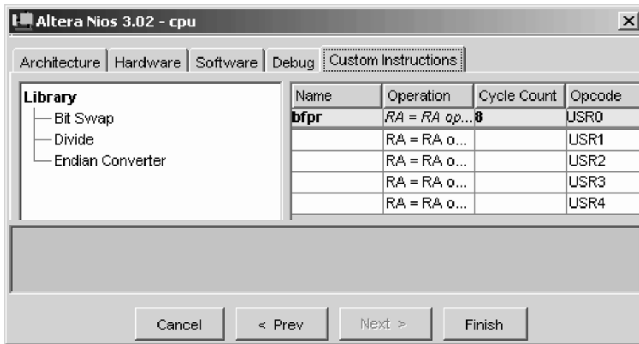 Altera Nios 3.02 - cpu
Architecture Hardware Software Debug Custom Instructions
Library
Bit Swap
Divide
Endian Converter
Name Operation Cycle Count Opcode
bfpr RA = RA op... 8 USR0
RA = RA o... USR1
RA = RA o... USR2
RA = RA o... USR3
RA = RA o... USR4
Cancel < Prev Next > Finish